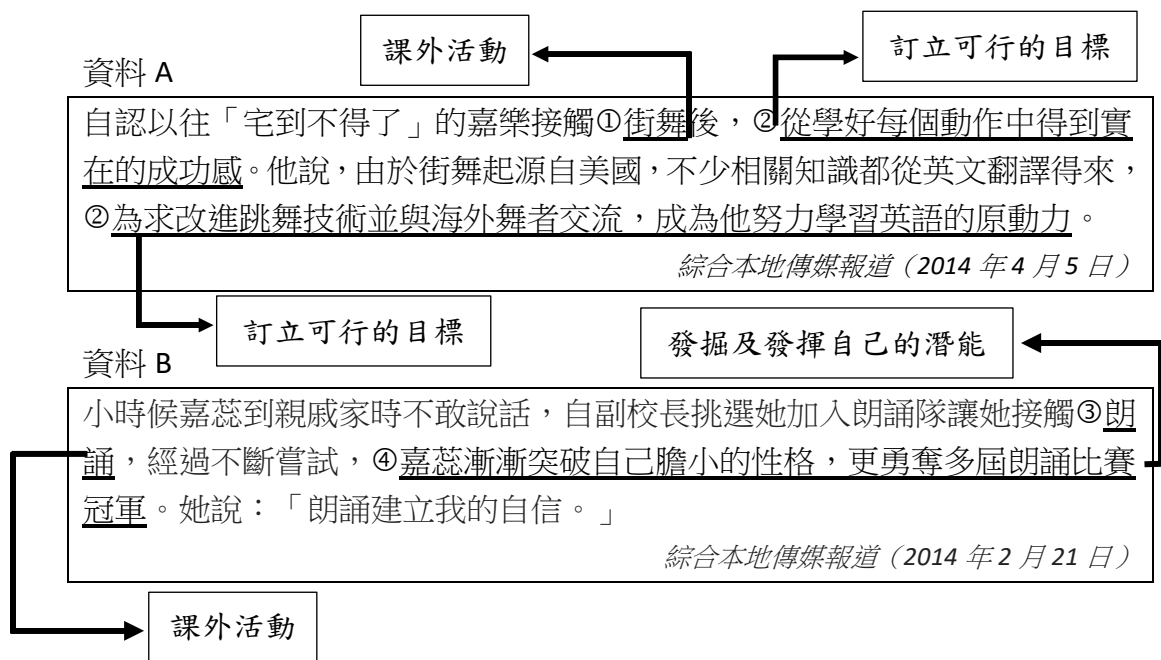 課外活動
訂立可行的目標
資料 A
自認以往「宅到不得了」的嘉樂接觸①街舞後，②從學好每個動作中得到實
在的成功感。他說，由於街舞起源自美國，不少相關知識都從英文翻譯得來，
②為求改進跳舞技術並與海外舞者交流，成為他努力學習英語的原動力。
綜合本地傳媒報道（2014 年 4 月 5 日）
訂立可行的目標
發掘及發揮自己的潛能
資料 B
小時候嘉蕊到親戚家時不敢說話，自副校長挑選她加入朗誦隊讓她接觸③朗
誦，經過不斷嘗試，④嘉蕊漸漸突破自己膽小的性格，更勇奪多屆朗誦比賽
冠軍。她說：「朗誦建立我的自信。」
綜合本地傳媒報道（2014 年 2 月 21 日）
課外活動